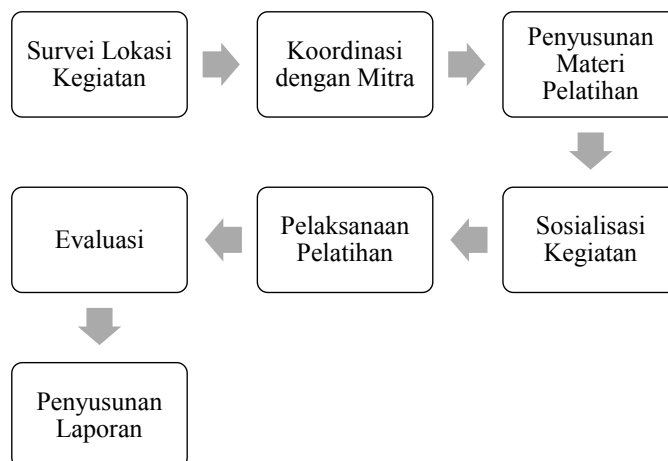 Survei Lokasi
Kegiatan
Koordinasi
dengan Mitra
Penyusunan
Materi
Pelatihan
Sosialisasi
Kegiatan
Pelaksanaan
Pelatihan
Evaluasi
Penyusunan
Laporan